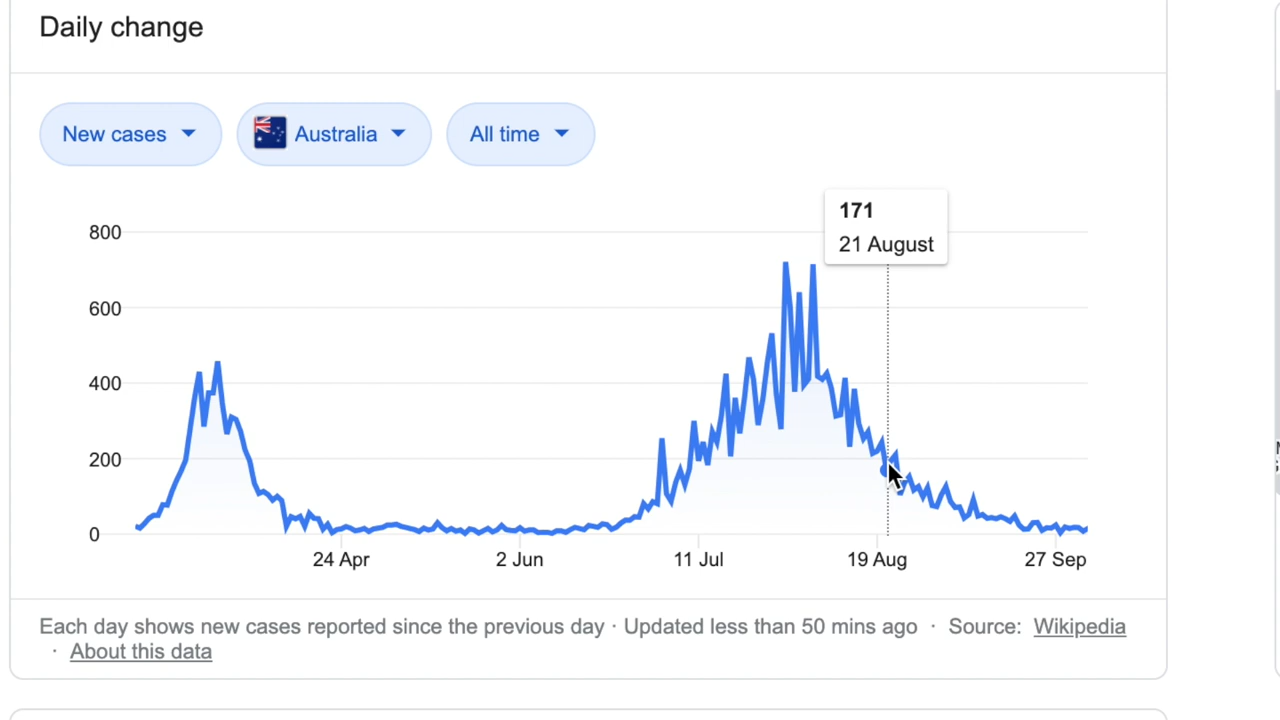 Daily change
New cases
Australia
All time
171
21 August
800
600
400
200
0
24 Apr
2 Jun
11 Jul
19 Aug
27 Sep
Each day shows new cases reported since the previous day · Updated less than 50 mins ago · Source: Wikipedia
· About this data